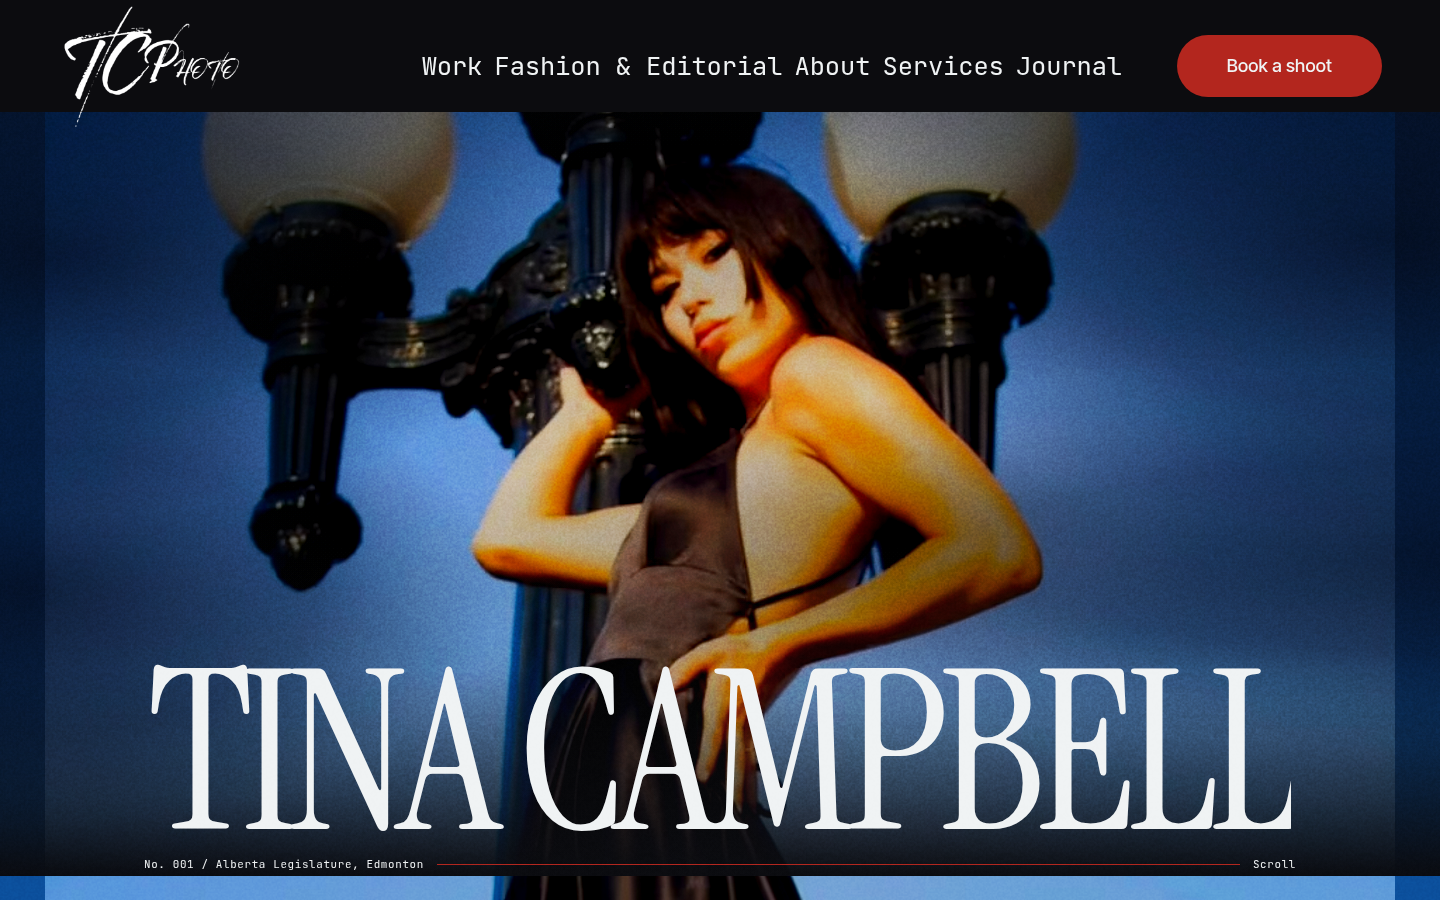 TCPHOTO
Work Fashion & Editorial About Services Journal
Book a shoot
TINA CAMPBELL
No. 001 / Alberta Legislature, Edmonton
Scroll